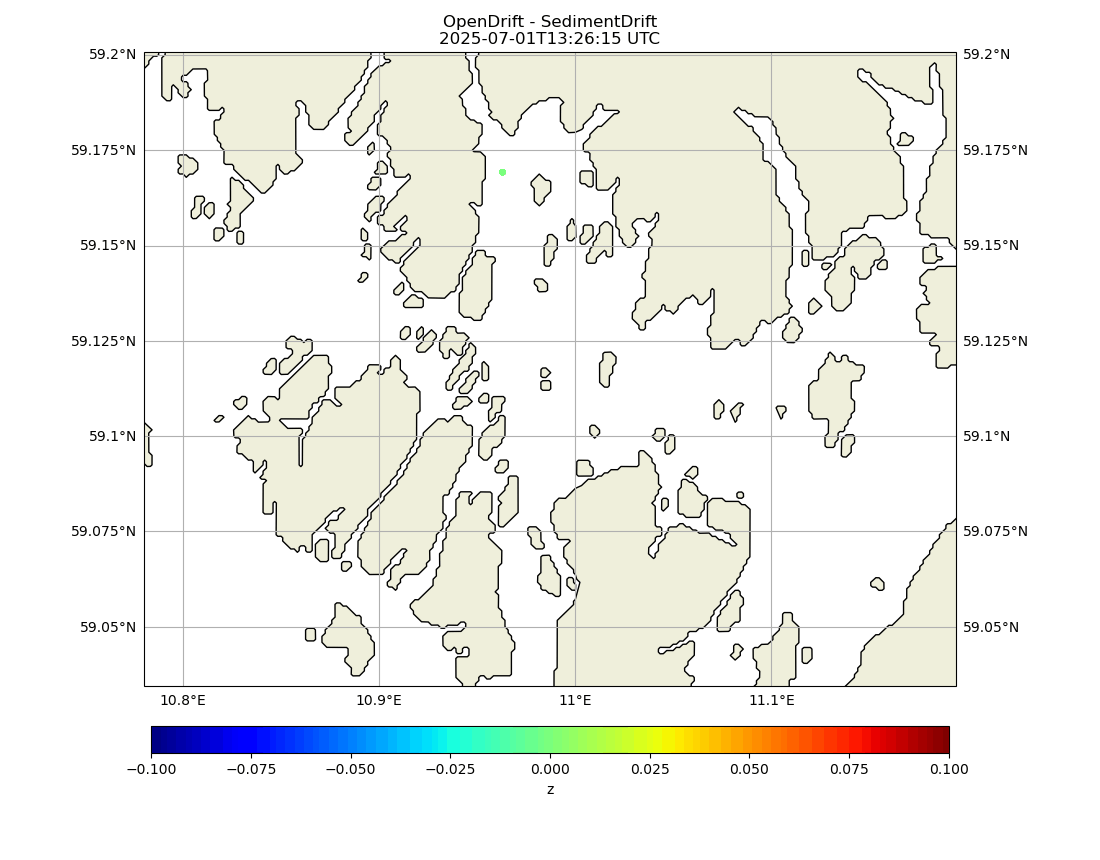 OpenDrift - SedimentDrift
2025-07-01T13:26:15 UTC
59.2°N 59.2°N
59.175°N 59.175°N
59.15°N 59.15°N
59.125°N 59.125°N
59.1°N 59.1°N
59.075°N 59.075°N
59.05°N 59.05°N
10.8°E 10.9°E 11°E 11.1°E
−0.100 −0.075 −0.050 −0.025 0.000 0.025 0.050 0.075 0.100
z